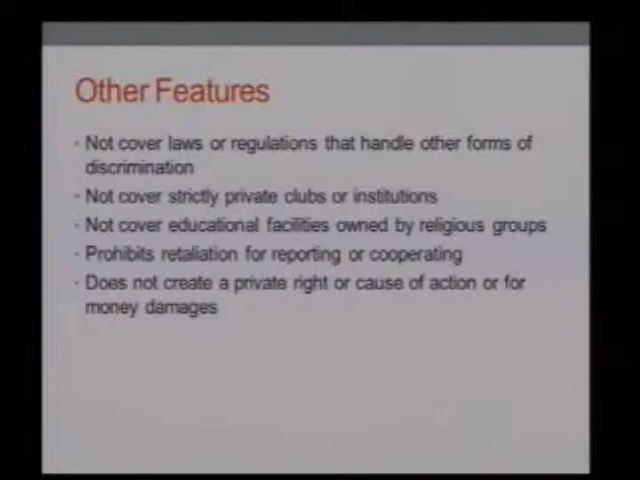 Other Features
· Not cover laws or regulations that handle other forms of
discrimination
· Not cover strictly private clubs or institutions
· Not cover educational facilities owned by religious groups
· Prohibits retaliation for reporting or cooperating
· Does not create a private right or cause of action or for
money damages